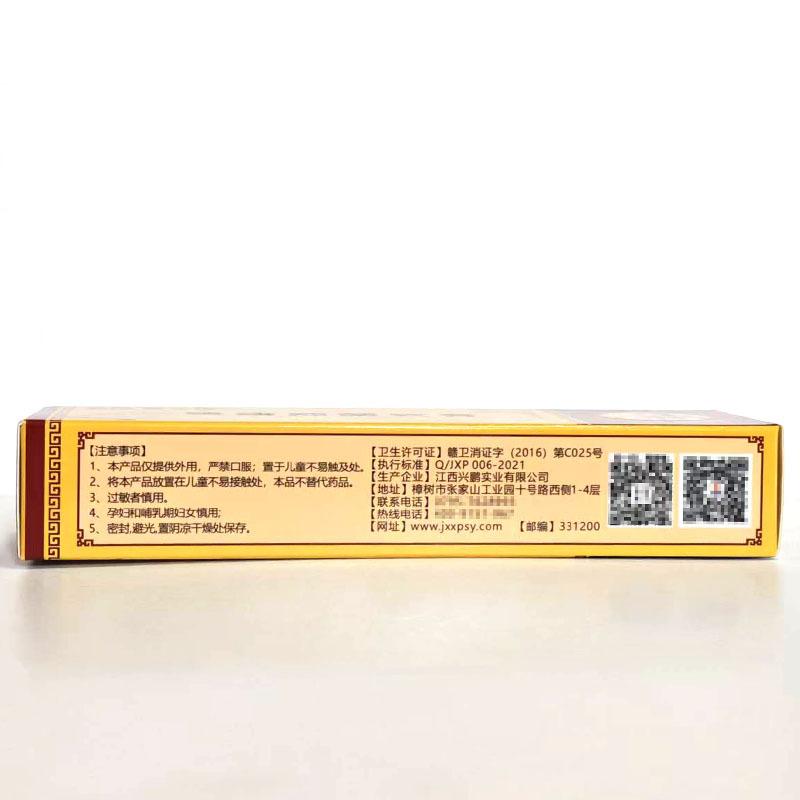 【注意事项】
1、本产品仅提供外用，严禁口服；置于儿童不易触及处。
2、将本产品放置在儿童不易接触处，本品不替代药品。
3、过敏者慎用。
4、孕妇和哺乳期妇女慎用；
5、密封,避光,置阴凉干燥处保存。
【卫生许可证】赣卫消证字（2016）第C025号
【执行标准】Q/JXP 006-2021
【生产企业】江西兴鹏实业有限公司
【地址】樟树市张家山工业园十号路西侧1-4层
【联系电话】
【热线电话】
【网址】www.jxxpsy.com 【邮编】331200